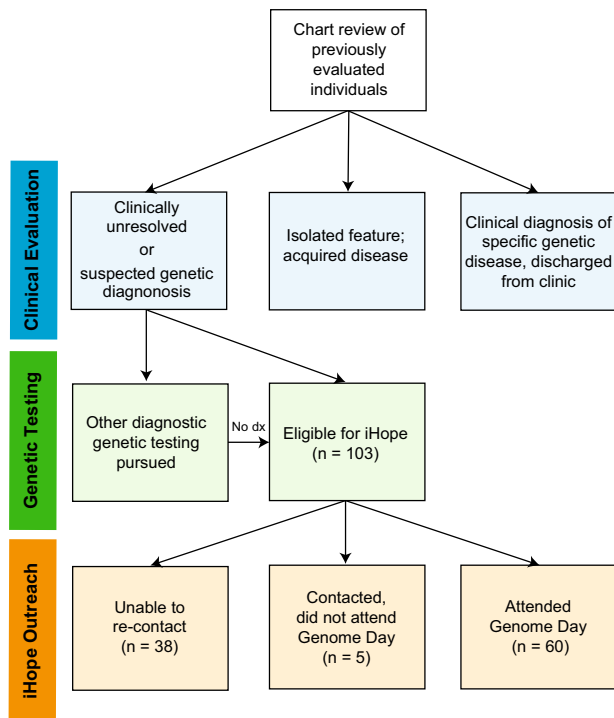 Chart review of
previously
evaluated
individuals
Clinical Evaluation
Clinically
unresolved
or
suspected genetic
diagnonosis
Isolated feature;
acquired disease
Clinical diagnosis of
specific genetic
disease, discharged
from clinic
Genetic Testing
Other diagnostic
genetic testing
pursued
No dx
Eligible for iHope
(n = 103)
iHope Outreach
Unable to
re-contact
(n = 38)
Contacted,
did not attend
Genome Day
(n = 5)
Attended
Genome Day
(n = 60)